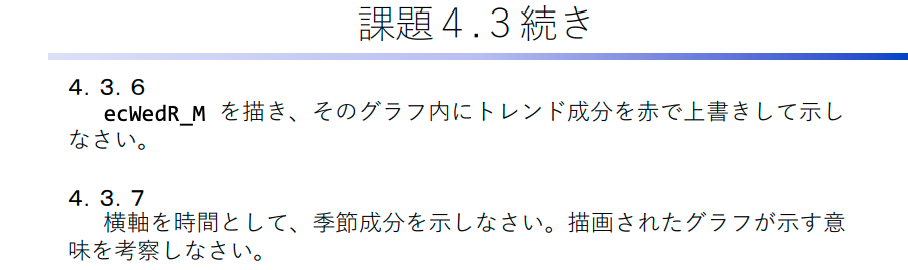 課題４.３続き
４．３．６
ecWedR_M を描き、そのグラフ内にトレンド成分を赤で上書きして示し
なさい。
４．３．７
横軸を時間として、季節成分を示しなさい。描画されたグラフが示す意
味を考察しなさい。